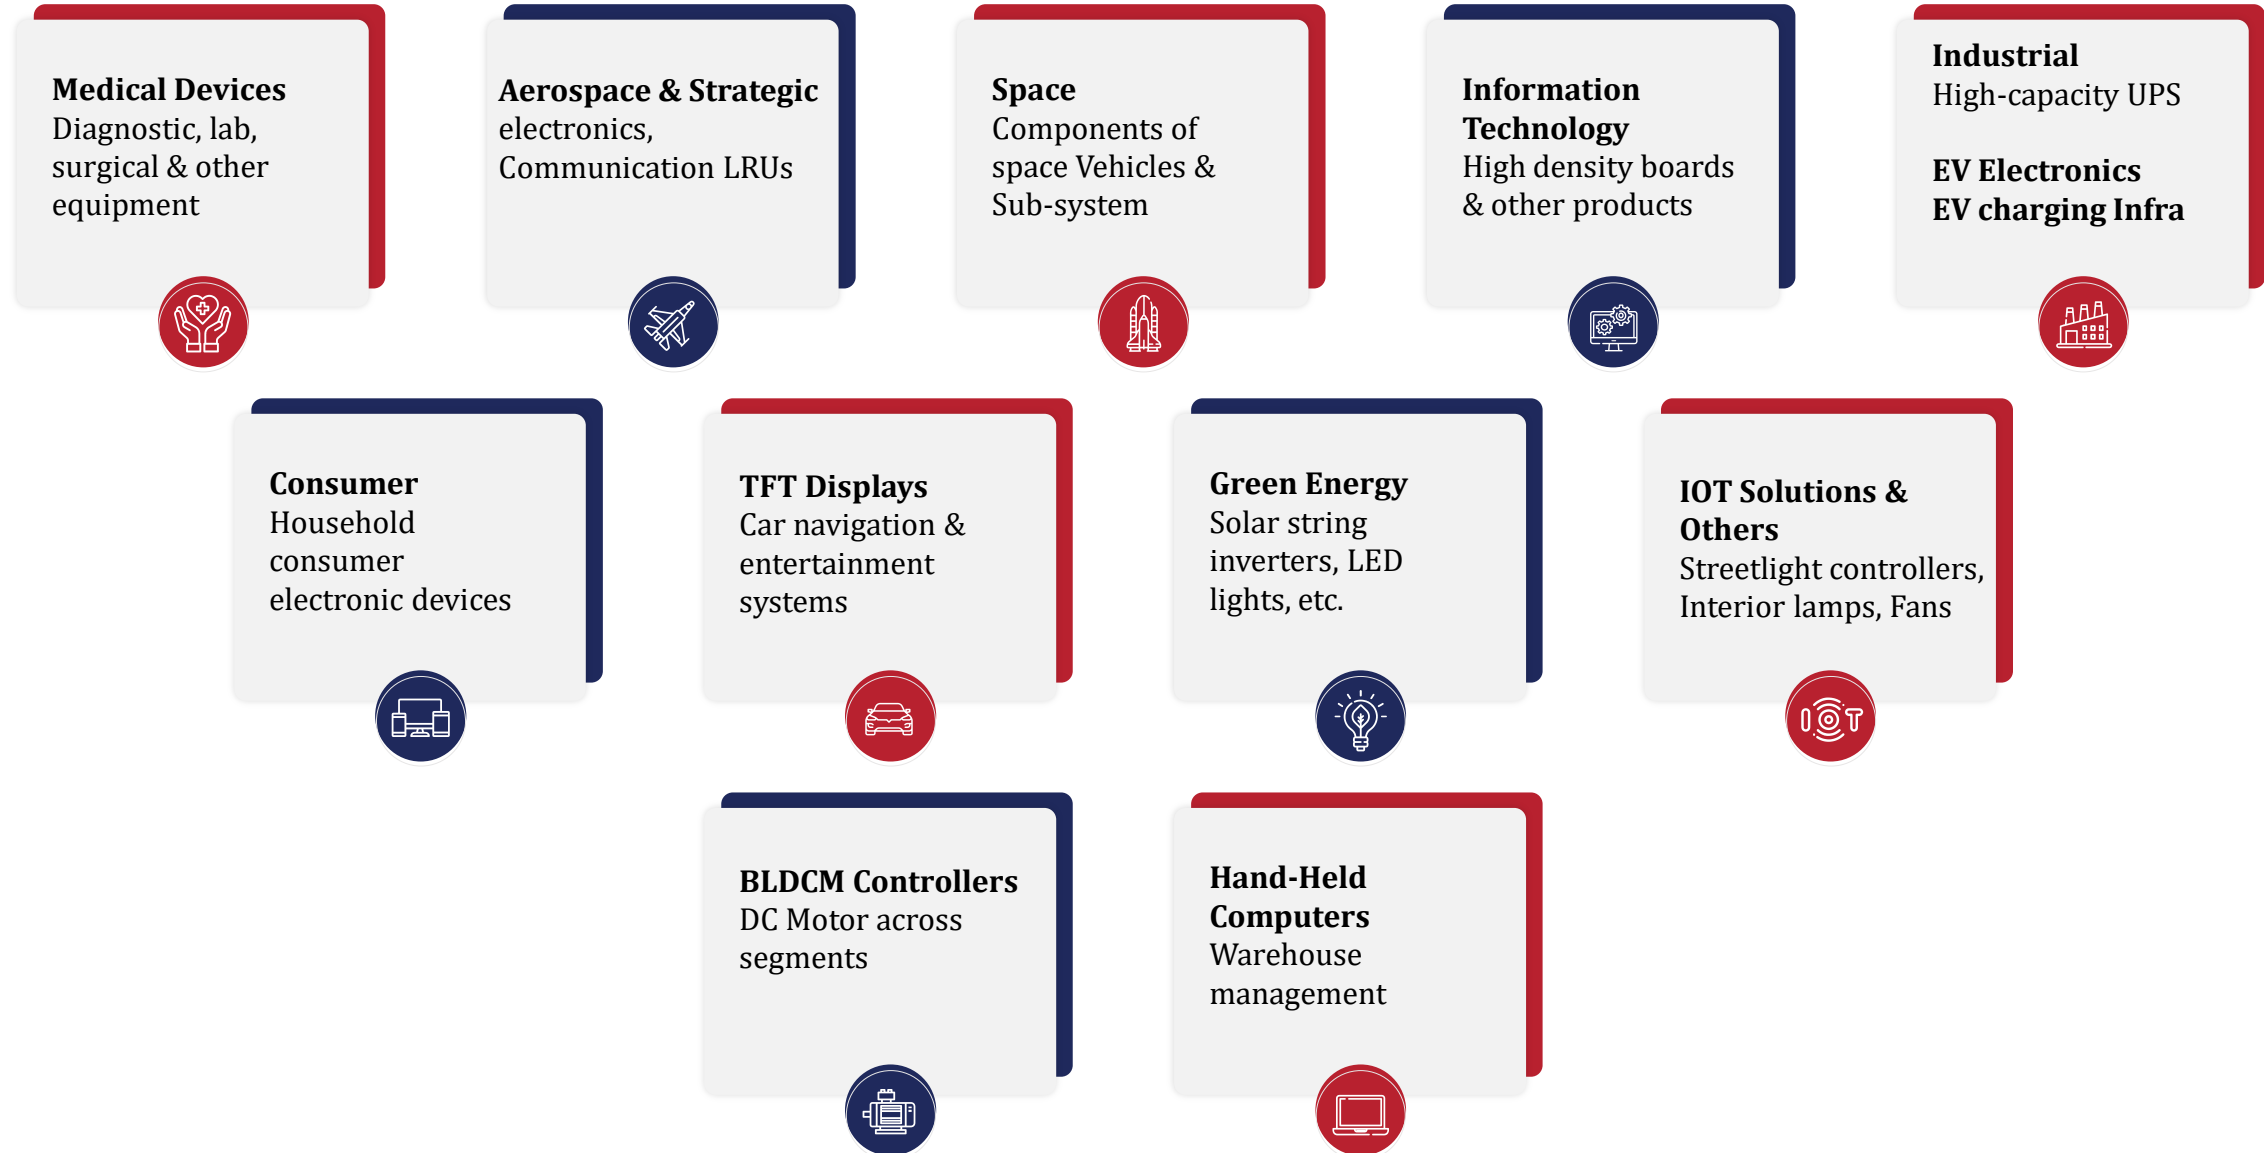 Medical Devices
Diagnostic, lab,
surgical & other
equipment
Aerospace & Strategic
electronics,
Communication LRUs
Space
Components of
space Vehicles &
Sub-system
Information
Technology
High density boards
& other products
Industrial
High-capacity UPS
EV Electronics
EV charging Infra
Consumer
Household
consumer
electronic devices
TFT Displays
Car navigation &
entertainment
systems
Green Energy
Solar string
inverters, LED
lights, etc.
IOT Solutions &
Others
Streetlight controllers,
Interior lamps, Fans
IOT
BLDCM Controllers
DC Motor across
segments
Hand-Held
Computers
Warehouse
management